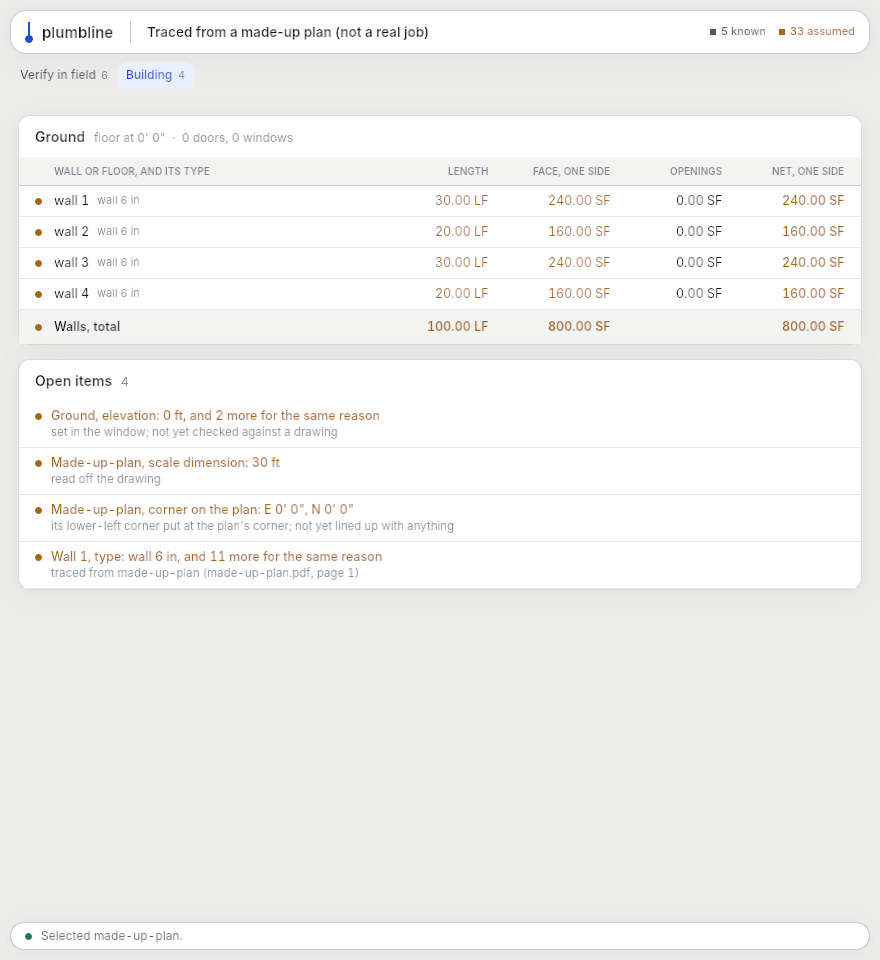 plumbline
Traced from a made-up plan (not a real job)
5 known
33 assumed
Verify in field 6
Building 4
Ground floor at 0' 0" · 0 doors, 0 windows
WALL OR FLOOR, AND ITS TYPE LENGTH FACE, ONE SIDE OPENINGS NET, ONE SIDE
wall 1 wall 6 in 30.00 LF 240.00 SF 0.00 SF 240.00 SF
wall 2 wall 6 in 20.00 LF 160.00 SF 0.00 SF 160.00 SF
wall 3 wall 6 in 30.00 LF 240.00 SF 0.00 SF 240.00 SF
wall 4 wall 6 in 20.00 LF 160.00 SF 0.00 SF 160.00 SF
Walls, total 100.00 LF 800.00 SF 800.00 SF
Open items 4
Ground, elevation: 0 ft, and 2 more for the same reason
set in the window; not yet checked against a drawing
Made-up-plan, scale dimension: 30 ft
read off the drawing
Made-up-plan, corner on the plan: E 0' 0", N 0' 0"
its lower-left corner put at the plan's corner; not yet lined up with anything
Wall 1, type: wall 6 in, and 11 more for the same reason
traced from made-up-plan (made-up-plan.pdf, page 1)
Selected made-up-plan.